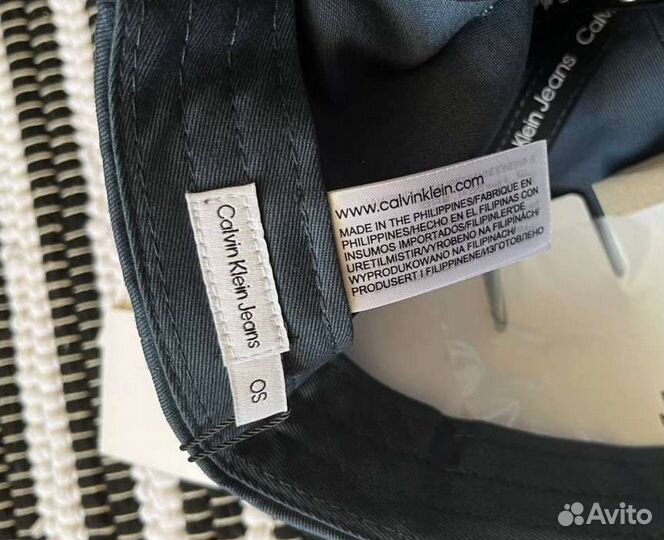 Calvin Klein Jeans
OS
www.calvinklein.com
MADE IN THE PHILIPPINES/FABRIQUE EN
PHILIPPINES/HECHO EN EL FILIPINAS CON
INSUMOS IMPORTADOS/FILIPINLER'DE
URETILMISTIR/VYROBENO NA FILIPINÁCH/
WYPRODUKOWANO NA FILIPINACH/
PRODUSERT I FILIPPINENE/ИЗГОТОВЛЕНО
Klein Jeans
Calv
Avito